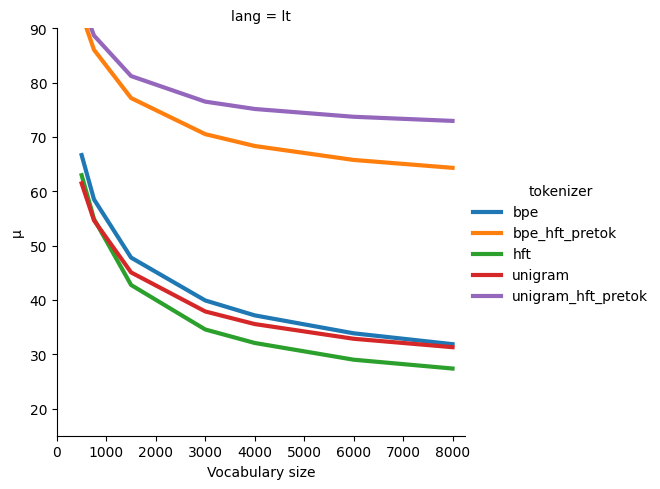 lang = lt
90
80
70
60
50
40
30
20
μ
0 1000 2000 3000 4000 5000 6000 7000 8000
Vocabulary size
tokenizer
bpe
bpe_hft_pretok
hft
unigram
unigram_hft_pretok